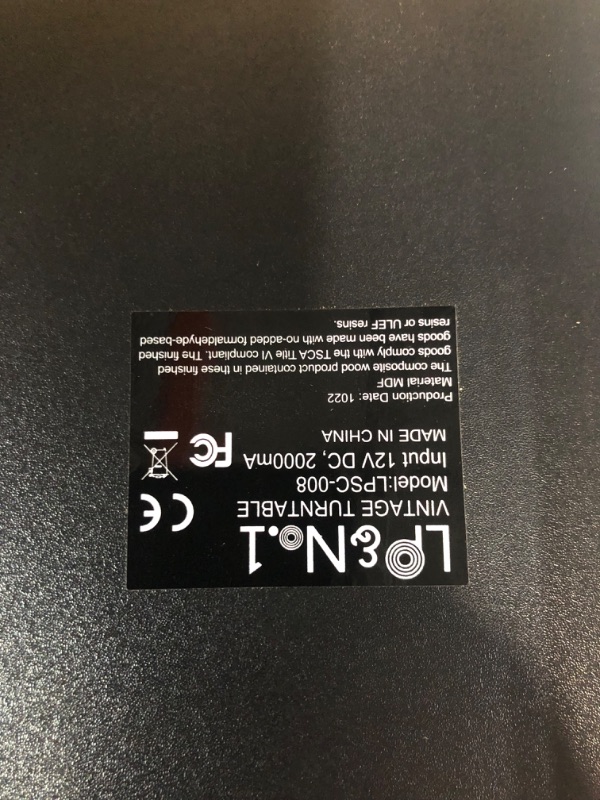 LP&No.1
VINTAGE TURNTABLE
Model:LPSC-008
Input 12V DC, 2000mA
MADE IN CHINA
CE
FC
Production Date: 1022
Material MDF
The composite wood product contained in these finished
goods comply with the TSCA Title VI compliant. The finished
goods have been made with no-added formaldehyde-based
resins or ULEF resins.